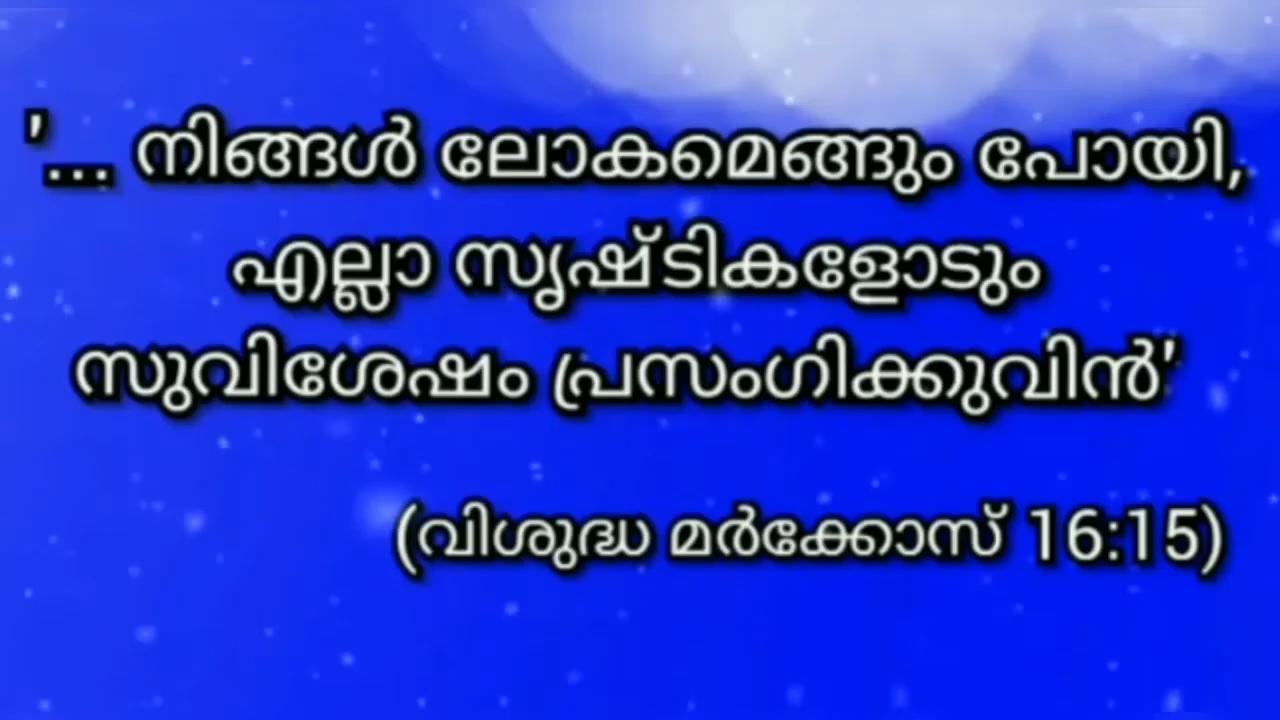 '... നിങ്ങൾ ലോകമെങ്ങും പോയി,
എല്ലാ സൃഷ്ടികളോടും
സുവിശേഷം പ്രസംഗിക്കുവിൻ'
(വിശുദ്ധ മർക്കോസ് 16:15)